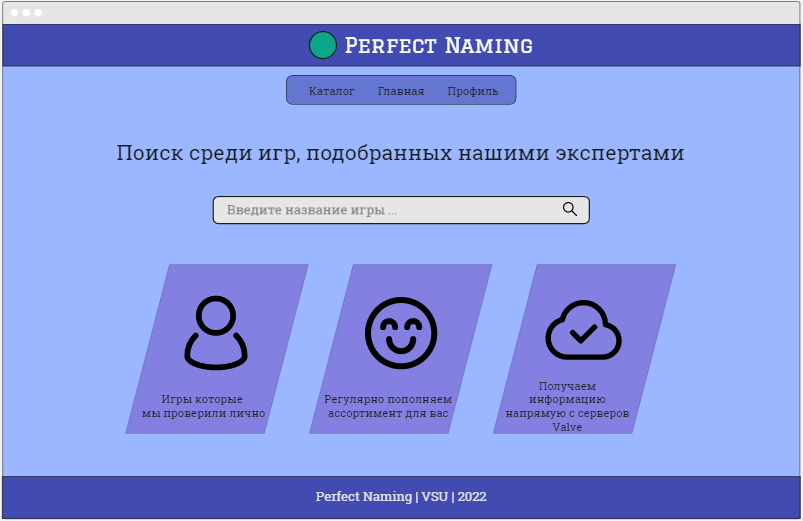 Perfect Naming
Каталог Главная Профиль
Поиск среди игр, подобранных нашими экспертами
Введите название игры ...
Игры которые
мы проверили лично
Регулярно пополняем
ассортимент для вас
Получаем
информацию
напрямую с серверов
Valve
Perfect Naming | VSU | 2022